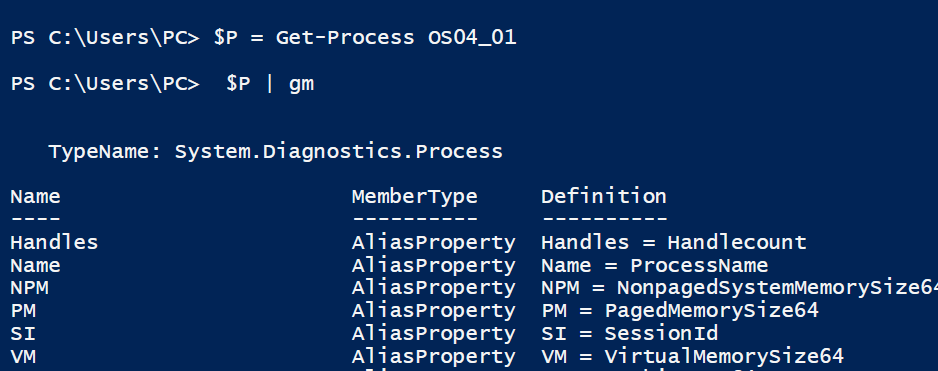 PS C:\Users\PC> $P = Get-Process OS04_01
PS C:\Users\PC>  $P | gm
TypeName: System.Diagnostics.Process
Name MemberType Definition
---- ---------- ----------
Handles AliasProperty Handles = Handlecount
Name AliasProperty Name = ProcessName
NPM AliasProperty NPM = NonpagedSystemMemorySize64
PM AliasProperty PM = PagedMemorySize64
SI AliasProperty SI = SessionId
VM AliasProperty VM = VirtualMemorySize64